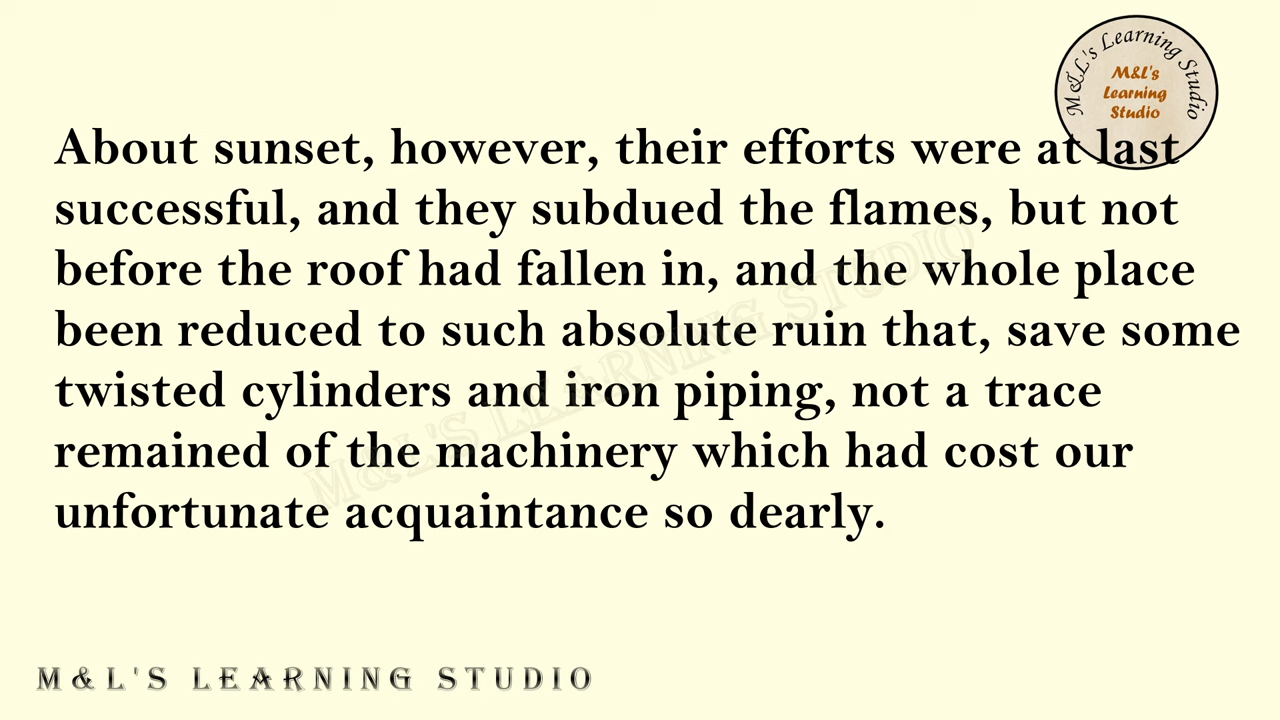 M&L's Learning Studio
M&L's
Learning
Studio
About sunset, however, their efforts were at last
successful, and they subdued the flames, but not
before the roof had fallen in, and the whole place
been reduced to such absolute ruin that, save some
twisted cylinders and iron piping, not a trace
remained of the machinery which had cost our
unfortunate acquaintance so dearly.
M&L'S LEARNING STUDIO
M&L'S LEARNING STUDIO